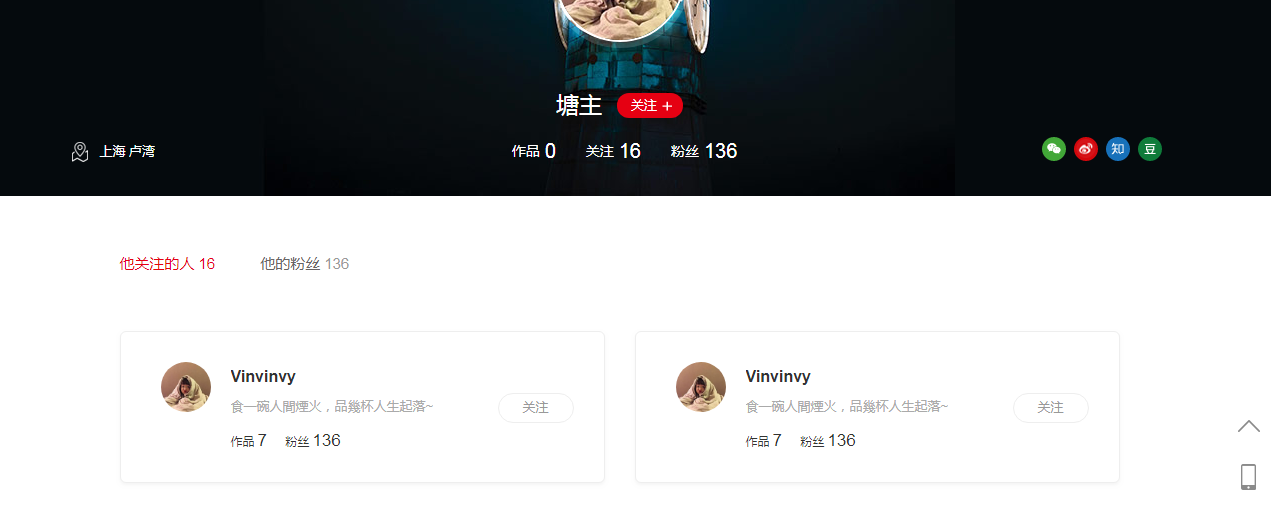 塘主 关注 +
上海 卢湾
作品 0 关注 16 粉丝 136
知 豆
他关注的人 16 他的粉丝 136
Vinvinvy
食一碗人間煙火，品幾杯人生起落~
关注
作品 7 粉丝 136
Vinvinvy
食一碗人間煙火，品幾杯人生起落~
关注
作品 7 粉丝 136